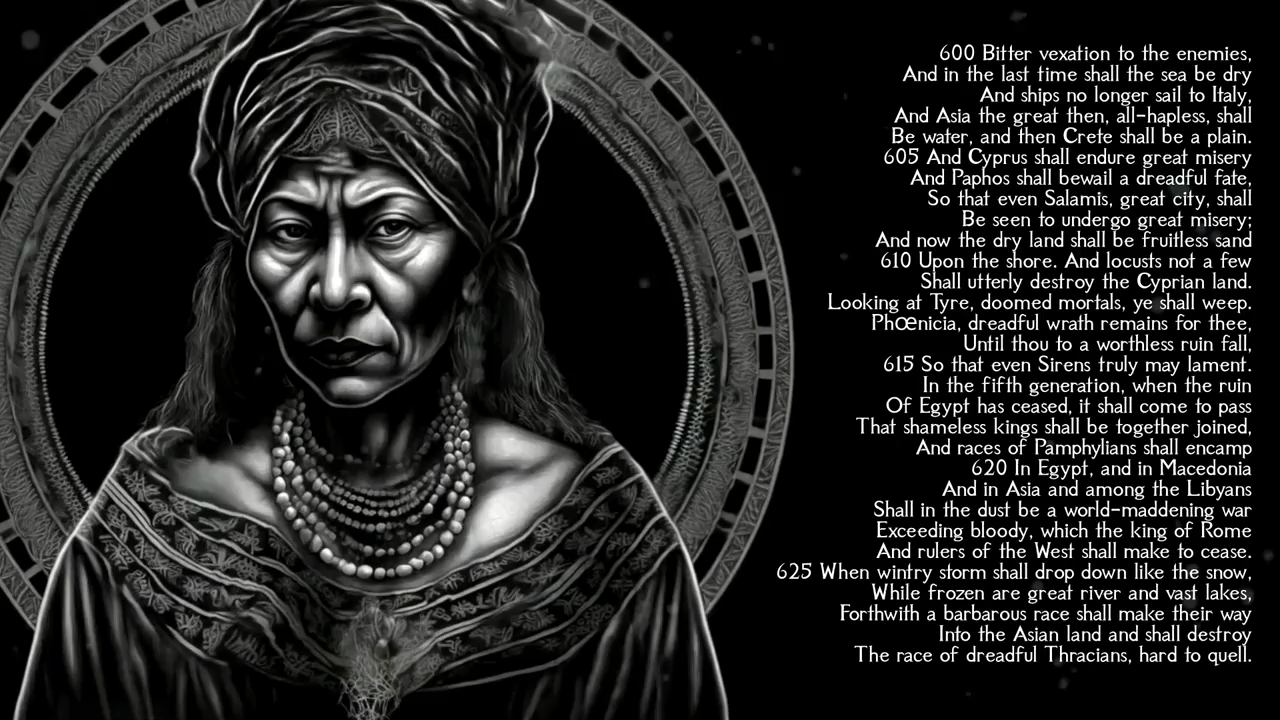 600 Bitter vexation to the enemies,
And in the last time shall the sea be dry
And ships no longer sail to Italy,
And Asia the great then, all-hapless, shall
Be water, and then Crete shall be a plain.
605 And Cyprus shall endure great misery
And Paphos shall bewail a dreadful fate,
So that even Salamis, great city, shall
Be seen to undergo great misery;
And now the dry land shall be fruitless sand
610 Upon the shore. And locusts not a few
Shall utterly destroy the Cyprian land.
Looking at Tyre, doomed mortals, ye shall weep.
Phœnicia, dreadful wrath remains for thee,
Until thou to a worthless ruin fall,
615 So that even Sirens truly may lament.
In the fifth generation, when the ruin
Of Egypt has ceased, it shall come to pass
That shameless kings shall be together joined,
And races of Pamphylians shall encamp
620 In Egypt, and in Macedonia
And in Asia and among the Libyans
Shall in the dust be a world-maddening war
Exceeding bloody, which the king of Rome
And rulers of the West shall make to cease.
625 When wintry storm shall drop down like the snow,
While frozen are great river and vast lakes,
Forthwith a barbarous race shall make their way
Into the Asian land and shall destroy
The race of dreadful Thracians, hard to quell.